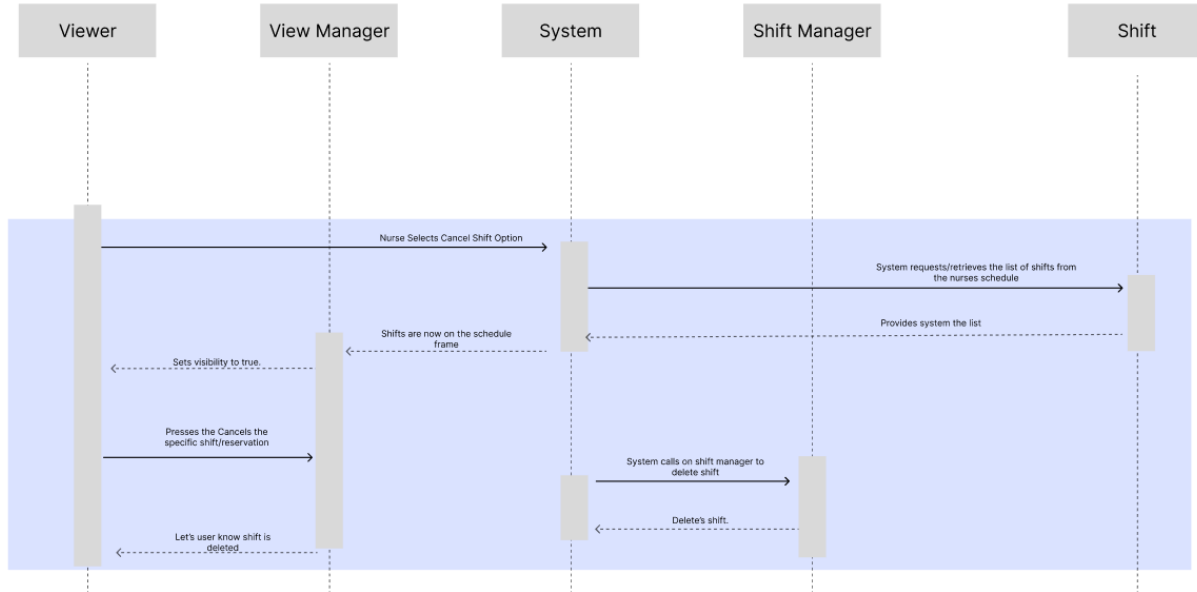 Viewer
View Manager
System
Shift Manager
Shift
Nurse Selects Cancel Shift Option
System requests/retrieves the list of shifts from
the nurses schedule
Provides system the list
Shifts are now on the schedule
frame
Sets visibility to true.
Presses the Cancels the
specific shift/reservation
System calls on shift manager to
delete shift
Delete's shift.
Let's user know shift is
deleted